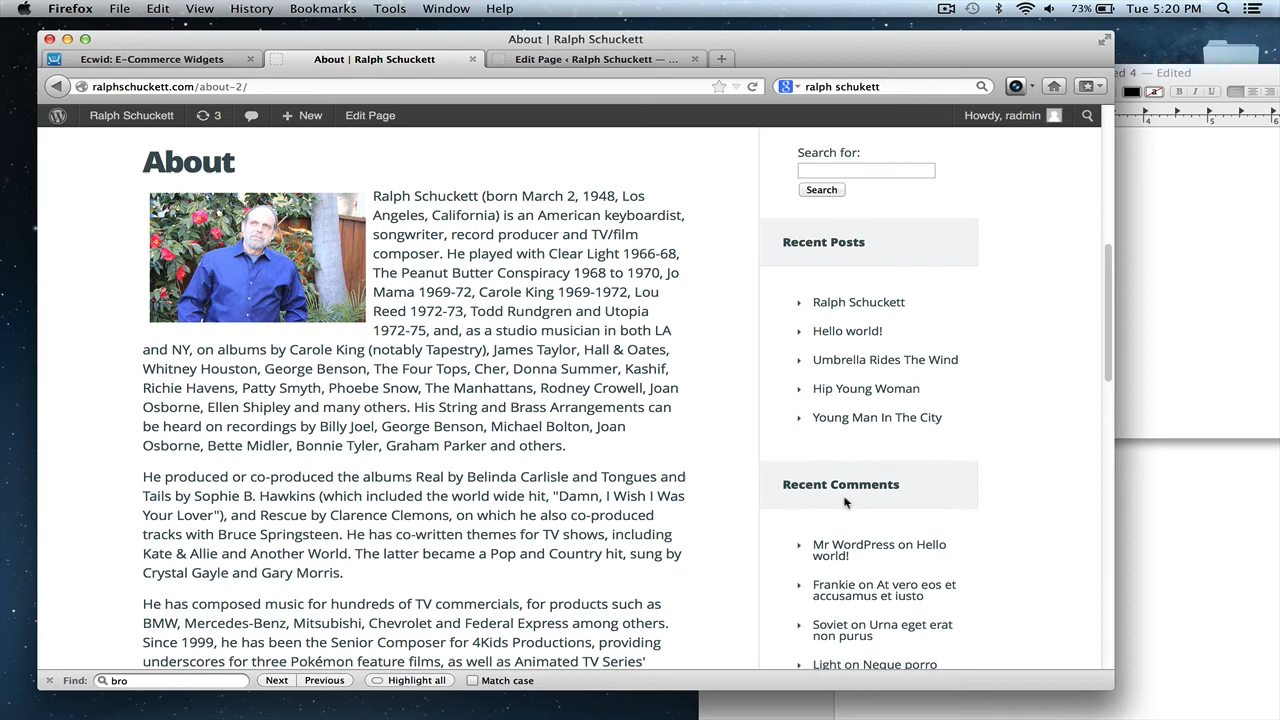 Firefox File Edit View History Bookmarks Tools Window Help 73% Tue 5:20 PM
About | Ralph Schuckett
4 — Edited
Ecwid: E-Commerce Widgets × About | Ralph Schuckett × Edit Page ‹ Ralph Schuckett — ... × +
ralphschuckett.com/about-2/ ralph schukett
B I U
4 5 6
Ralph Schuckett 3 + New Edit Page Howdy, radmin
About
Ralph Schuckett (born March 2, 1948, Los
Angeles, California) is an American keyboardist,
songwriter, record producer and TV/film
composer. He played with Clear Light 1966-68,
The Peanut Butter Conspiracy 1968 to 1970, Jo
Mama 1969-72, Carole King 1969-1972, Lou
Reed 1972-73, Todd Rundgren and Utopia
1972-75, and, as a studio musician in both LA
and NY, on albums by Carole King (notably Tapestry), James Taylor, Hall & Oates,
Whitney Houston, George Benson, The Four Tops, Cher, Donna Summer, Kashif,
Richie Havens, Patty Smyth, Phoebe Snow, The Manhattans, Rodney Crowell, Joan
Osborne, Ellen Shipley and many others. His String and Brass Arrangements can
be heard on recordings by Billy Joel, George Benson, Michael Bolton, Joan
Osborne, Bette Midler, Bonnie Tyler, Graham Parker and others.
He produced or co-produced the albums Real by Belinda Carlisle and Tongues and
Tails by Sophie B. Hawkins (which included the world wide hit, "Damn, I Wish I Was
Your Lover"), and Rescue by Clarence Clemons, on which he also co-produced
tracks with Bruce Springsteen. He has co-written themes for TV shows, including
Kate & Allie and Another World. The latter became a Pop and Country hit, sung by
Crystal Gayle and Gary Morris.
He has composed music for hundreds of TV commercials, for products such as
BMW, Mercedes-Benz, Mitsubishi, Chevrolet and Federal Express among others.
Since 1999, he has been the Senior Composer for 4Kids Productions, providing
underscores for three Pokémon feature films, as well as Animated TV Series'
Search for:
Search
Recent Posts
Ralph Schuckett
Hello world!
Umbrella Rides The Wind
Hip Young Woman
Young Man In The City
Recent Comments
Mr WordPress on Hello
world!
Frankie on At vero eos et
accusamus et iusto
Soviet on Urna eget erat
non purus
Light on Neque porro
Find: bro Next Previous Highlight all Match case